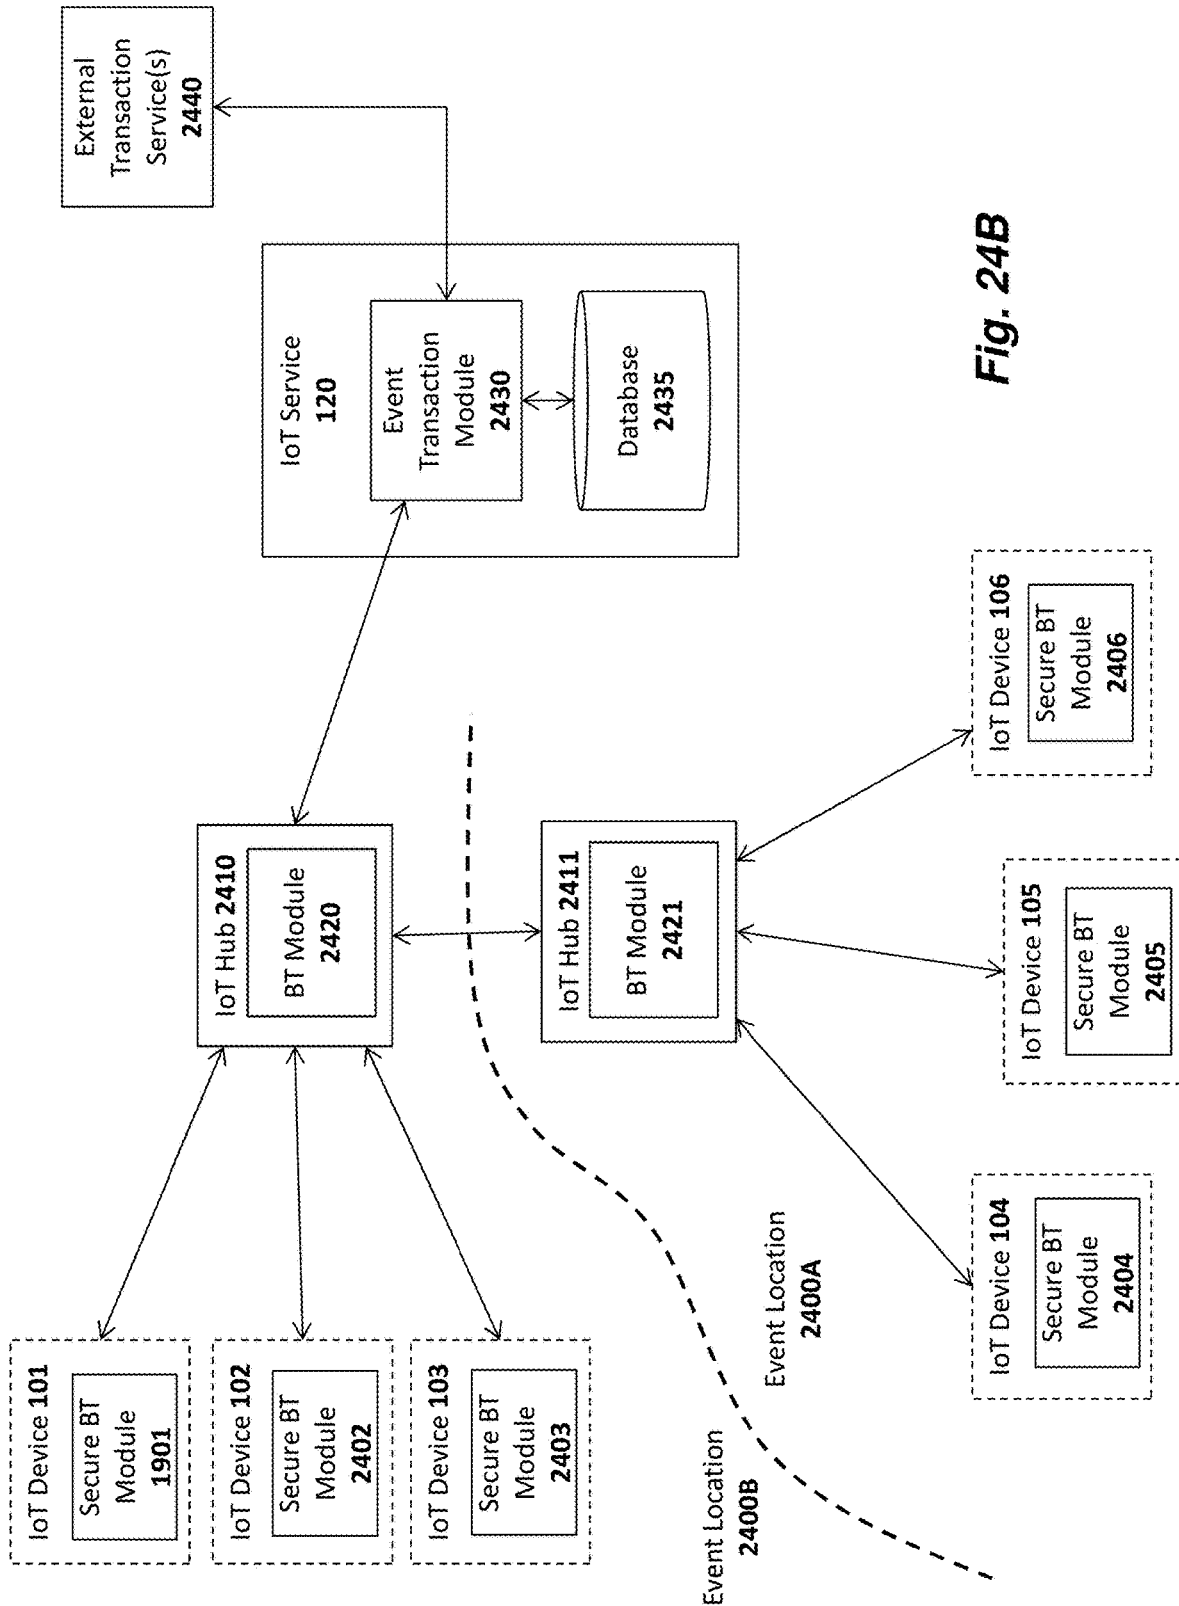 IoT Device 101
Secure BT
Module
1901
External
Transaction
Service(s)
2440
IoT Device 102
Secure BT
Module
2402
IoT Hub 2410
BT Module
2420
IoT Service
120
Event
Transaction
Module
2430
IoT Device 103
Secure BT
Module
2403
IoT Hub 2411
BT Module
2421
Database
2435
Event Location
2400B
Event Location
2400A
IoT Device 104
Secure BT
Module
2404
IoT Device 105
Secure BT
Module
2405
IoT Device 106
Secure BT
Module
2406
Fig. 24B